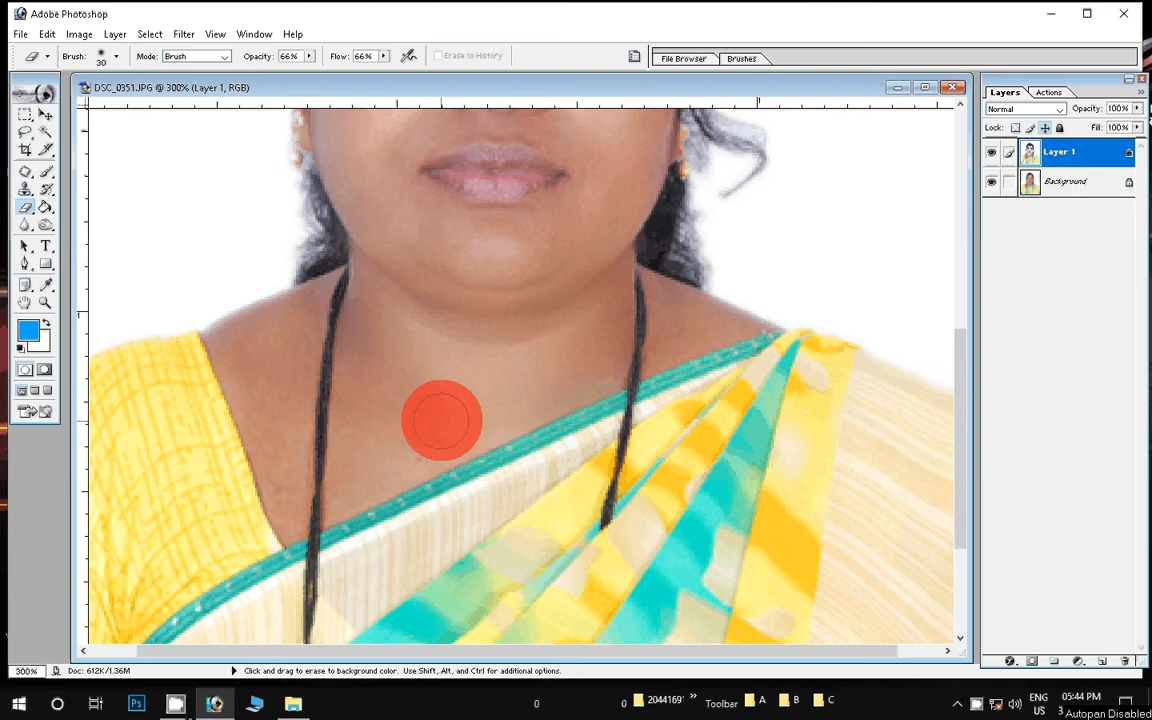 Adobe Photoshop
File Edit Image Layer Select Filter View Window Help
Brush: 30 Mode: Brush Opacity: 66% Flow: 66% Erase to History File Browser Brushes
DSC_0351.JPG @ 300% (Layer 1, RGB)
Layers Actions
Normal Opacity: 100%
Lock: Fill: 100%
Layer 1
Background
1
300% Doc: 612K/1.36M Click and drag to erase to background color. Use Shift, Alt, and Ctrl for additional options.
Ps 0 0 2044169' » Toolbar A B C ENG US 05:44 PM 3
Autopan Disabled